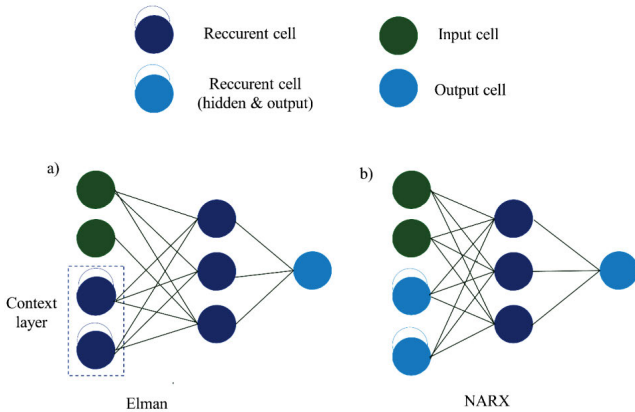 Reccurent cell
Input cell
Reccurent cell
(hidden & output)
Output cell
a)
b)
Context
layer
Elman
NARX